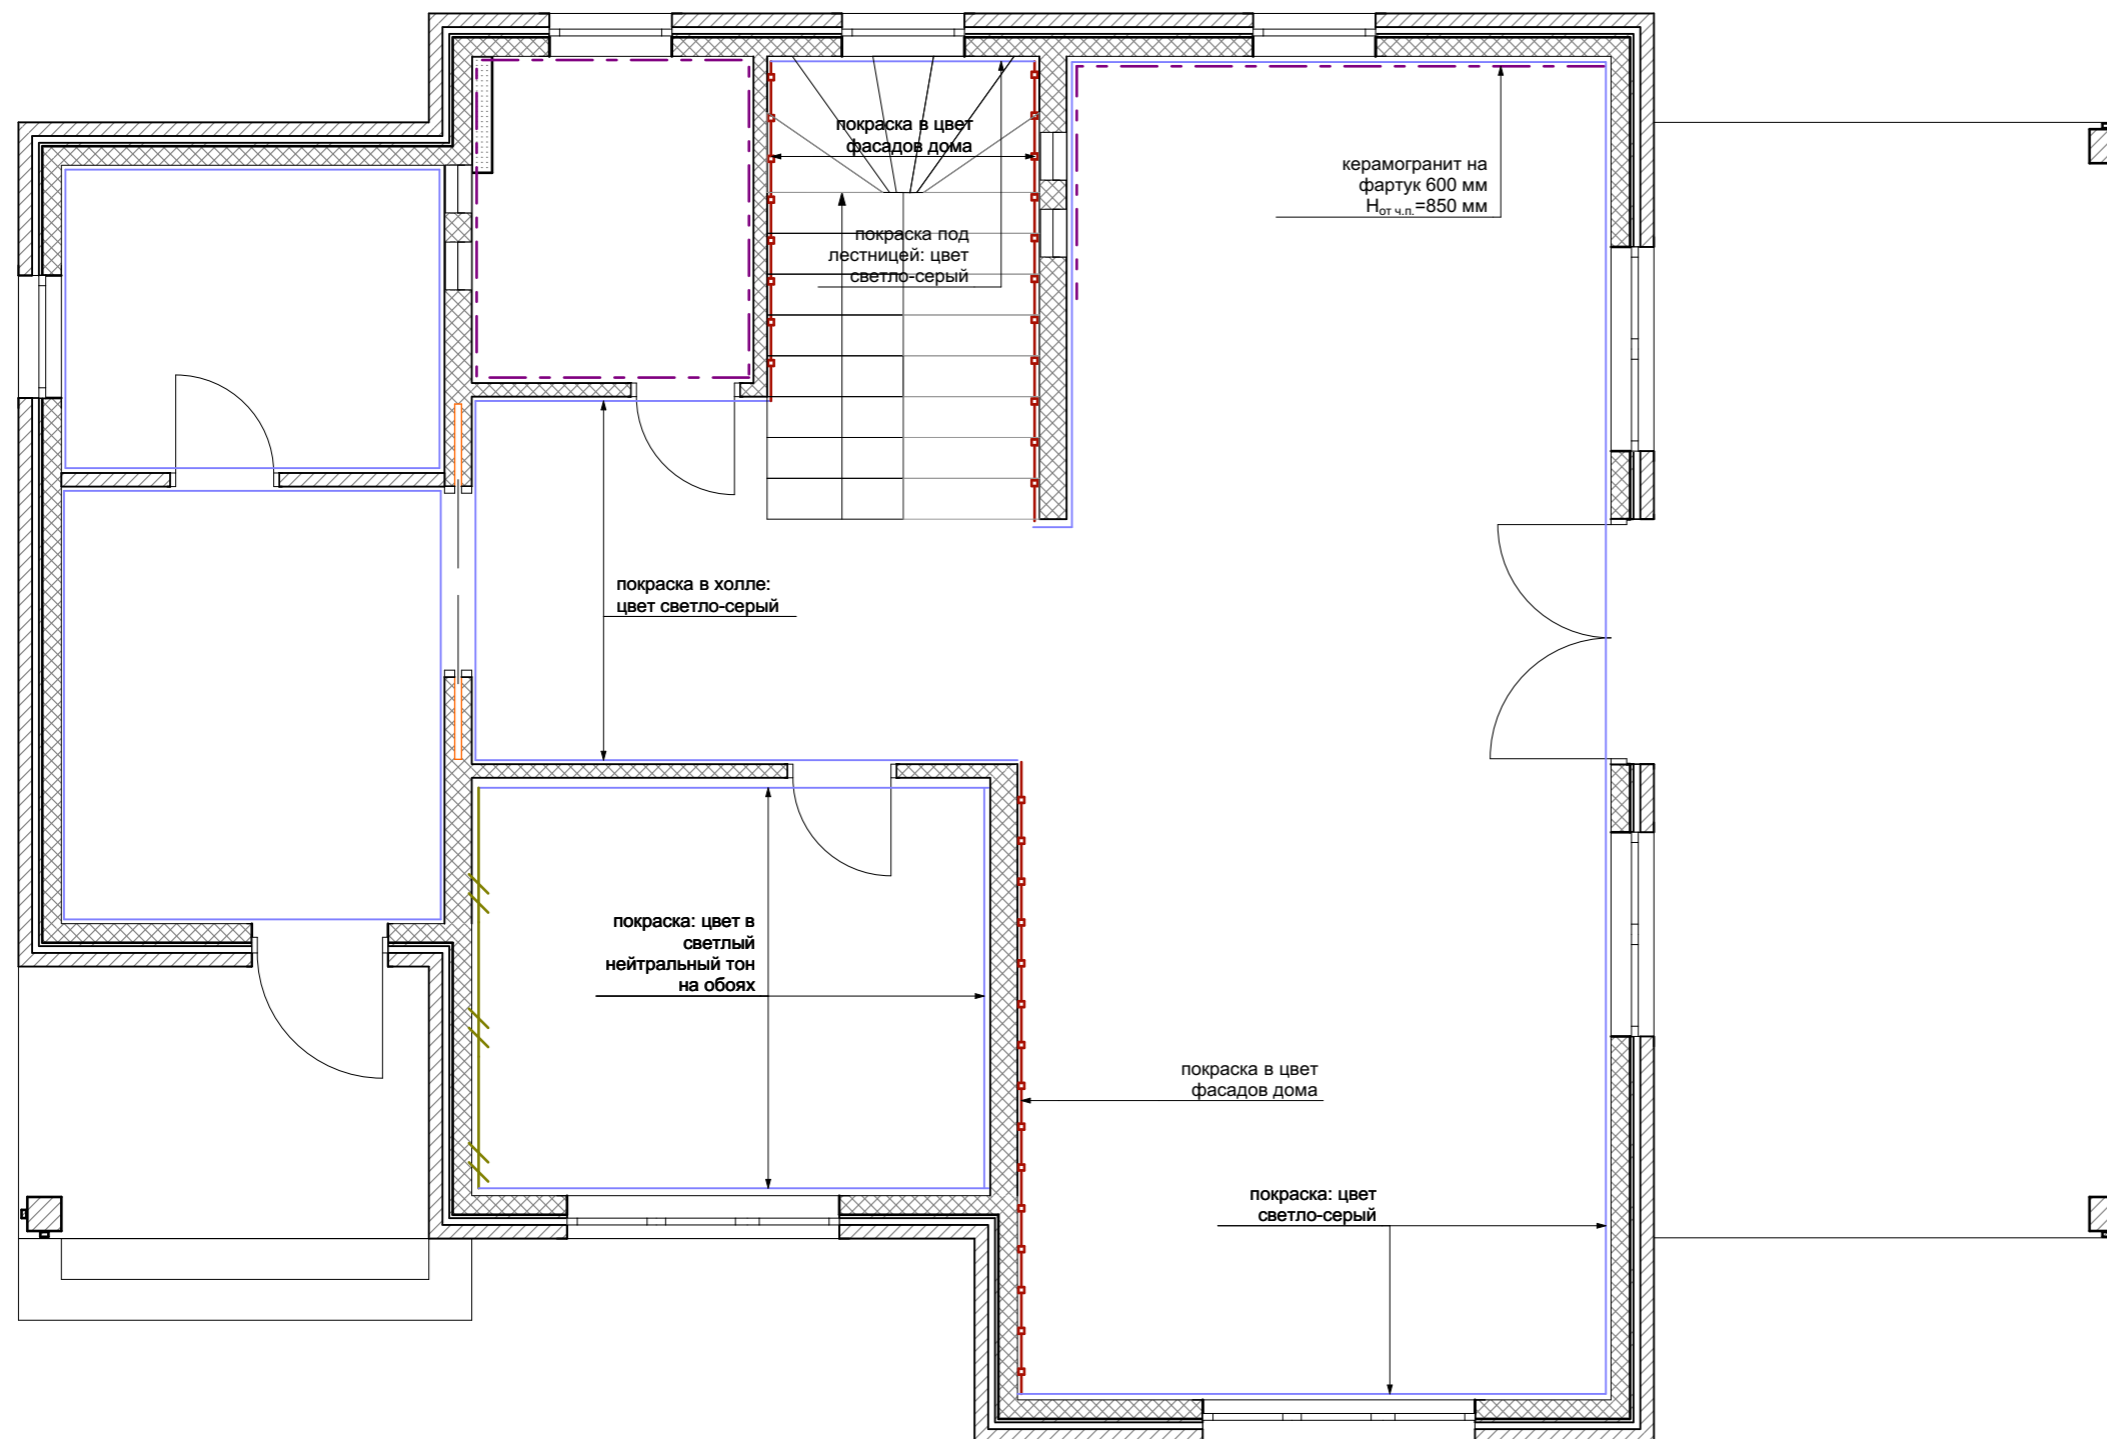 покраска в цвет
фасадов дома
керамогранит на
фартук 600 мм
Hот ч.п.=850 мм
покраска под
лестницей: цвет
светло-серый
покраска в холле:
цвет светло-серый
покраска: цвет в
светлый
нейтральный тон
на обоях
покраска в цвет
фасадов дома
покраска: цвет
светло-серый